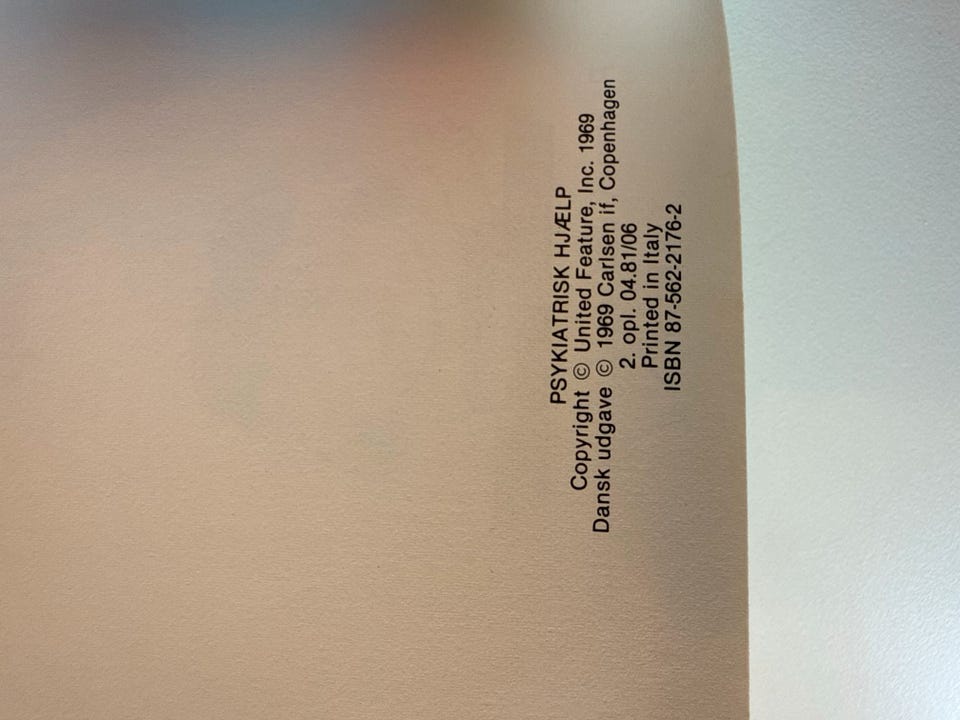 PSYKIATRISK HJÆLP
Copyright © United Feature, Inc. 1969
Dansk udgave © 1969 Carlsen if, Copenhagen
2. opl. 04.81/06
Printed in Italy
ISBN 87-562-2176-2